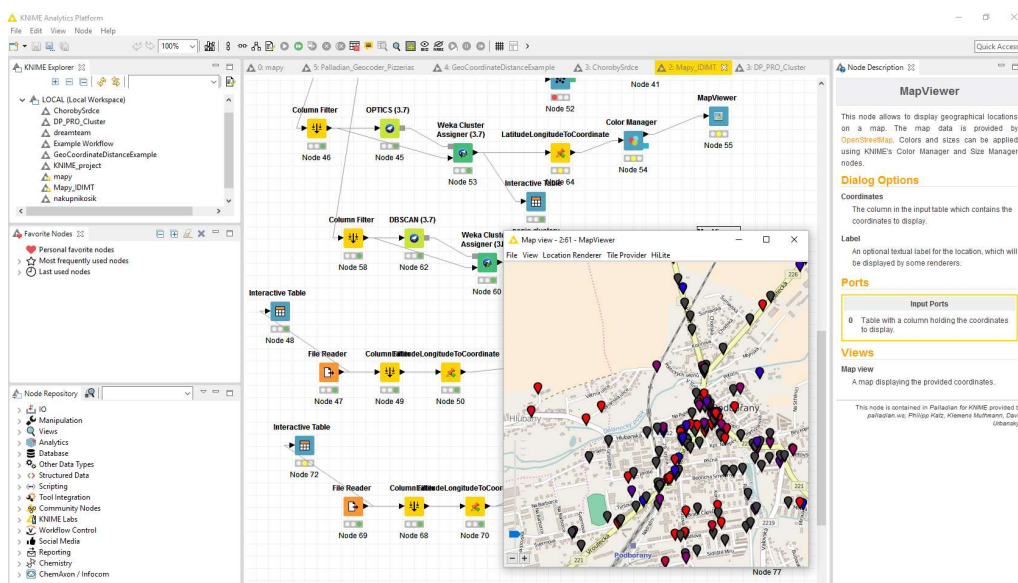 KNIME Analytics Platform
File Edit View Node Help
100%
Quick Access
KNIME Explorer
LOCAL (Local Workspace)
ChorobySrdce
DP_PRO_Cluster
dreamteam
Example Workflow
GeoCoordinateDistanceExample
KNIME_project
mapy
Mapy_IDIMT
nakupnikosik
Favorite Nodes
Personal favorite nodes
Most frequently used nodes
Last used nodes
Node Repository
IO
Manipulation
Views
Analytics
Database
Other Data Types
Structured Data
Scripting
Tool Integration
Community Nodes
KNIME Labs
Workflow Control
Social Media
Reporting
Chemistry
ChemAxon / Infocom
0: mapy
5: Palladian_Geocoder_Pizzerias
4: GeoCoordinateDistanceExample
3: ChorobySrdce
2: Mapy_IDIMT
3: DP_PRO_Cluster
Node 41
Node 52
Column Filter
Node 46
OPTICS (3.7)
Node 45
Weka Cluster
Assigner (3.7)
Node 53
LatitudeLongitudeToCoordinate
Node 64
Color Manager
Node 54
MapViewer
Node 55
Interactive Table
Column Filter
Node 58
DBSCAN (3.7)
Node 62
Weka Cluster
Node 60
Interactive Table
Node 48
File Reader
Node 47
Node 49
Node 50
Interactive Table
Node 72
File Reader
Node 69
Node 68
Node 70
Node 77
Map view - 2:61 - MapViewer
File View Location Renderer Tile Provider HiLite
226
Hlubany
Podborany
Hlubanská
221
221
2219
221
Podborany
Node Description
MapViewer
This node allows to display geographical locations
on a map. The map data is provided by
OpenStreetMap. Colors and sizes can be applied
using KNIME's Color Manager and Size Manager
nodes.
Dialog Options
Coordinates
The column in the input table which contains the
coordinates to display.
Label
An optional textual label for the location, which will
be displayed by some renderers.
Ports
Input Ports
0 Table with a column holding the coordinates
to display.
Views
Map view
A map displaying the provided coordinates.
This node is contained in Palladian for KNIME provided
palladian.ws, Philipp Katz, Klemens Muthmann,
Urbansky